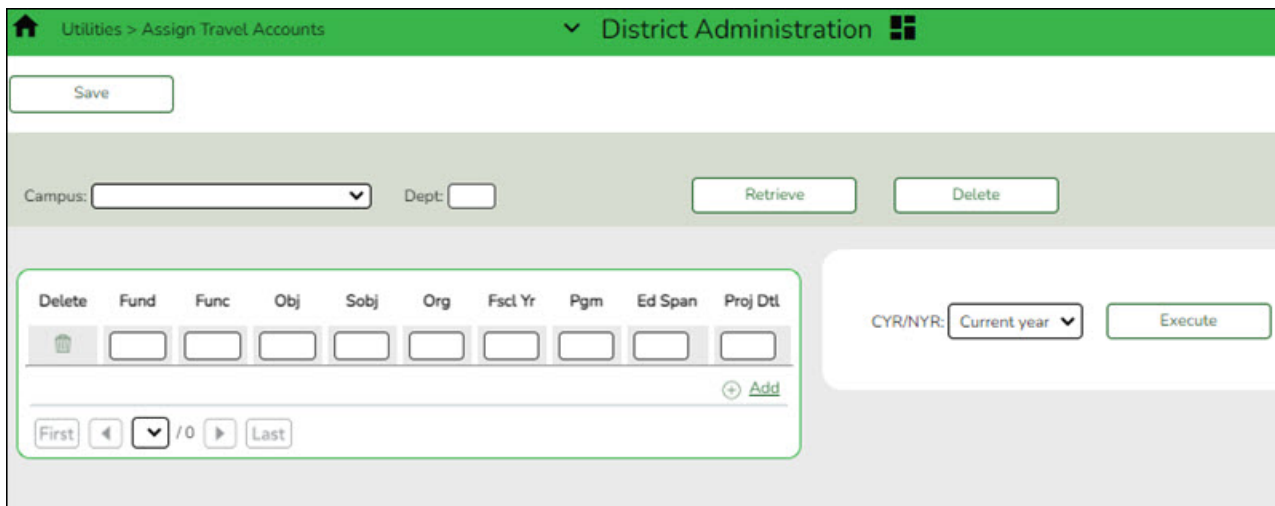 Utilities > Assign Travel Accounts
District Administration
Save
Campus:
Dept:
Retrieve
Delete
Delete Fund Func Obj Sobj Org Fscl Yr Pgm Ed Span Proj Dtl
Add
First / 0 Last
CYR/NYR: Current year Execute